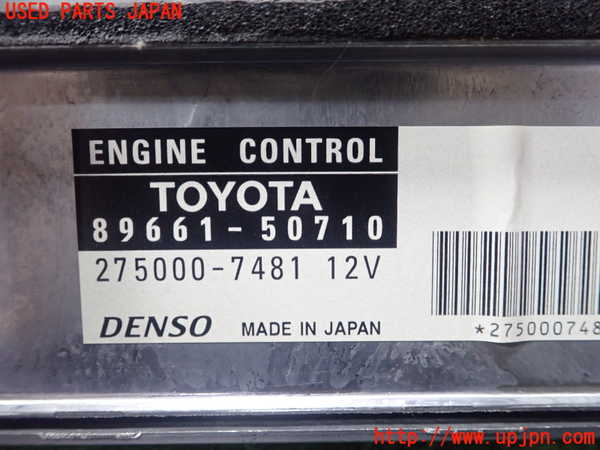 USED PARTS JAPAN
ENGINE CONTROL
TOYOTA
89661-50710
275000-7481 12V
DENSO MADE IN JAPAN
*275000748
http://www.upjpn.com